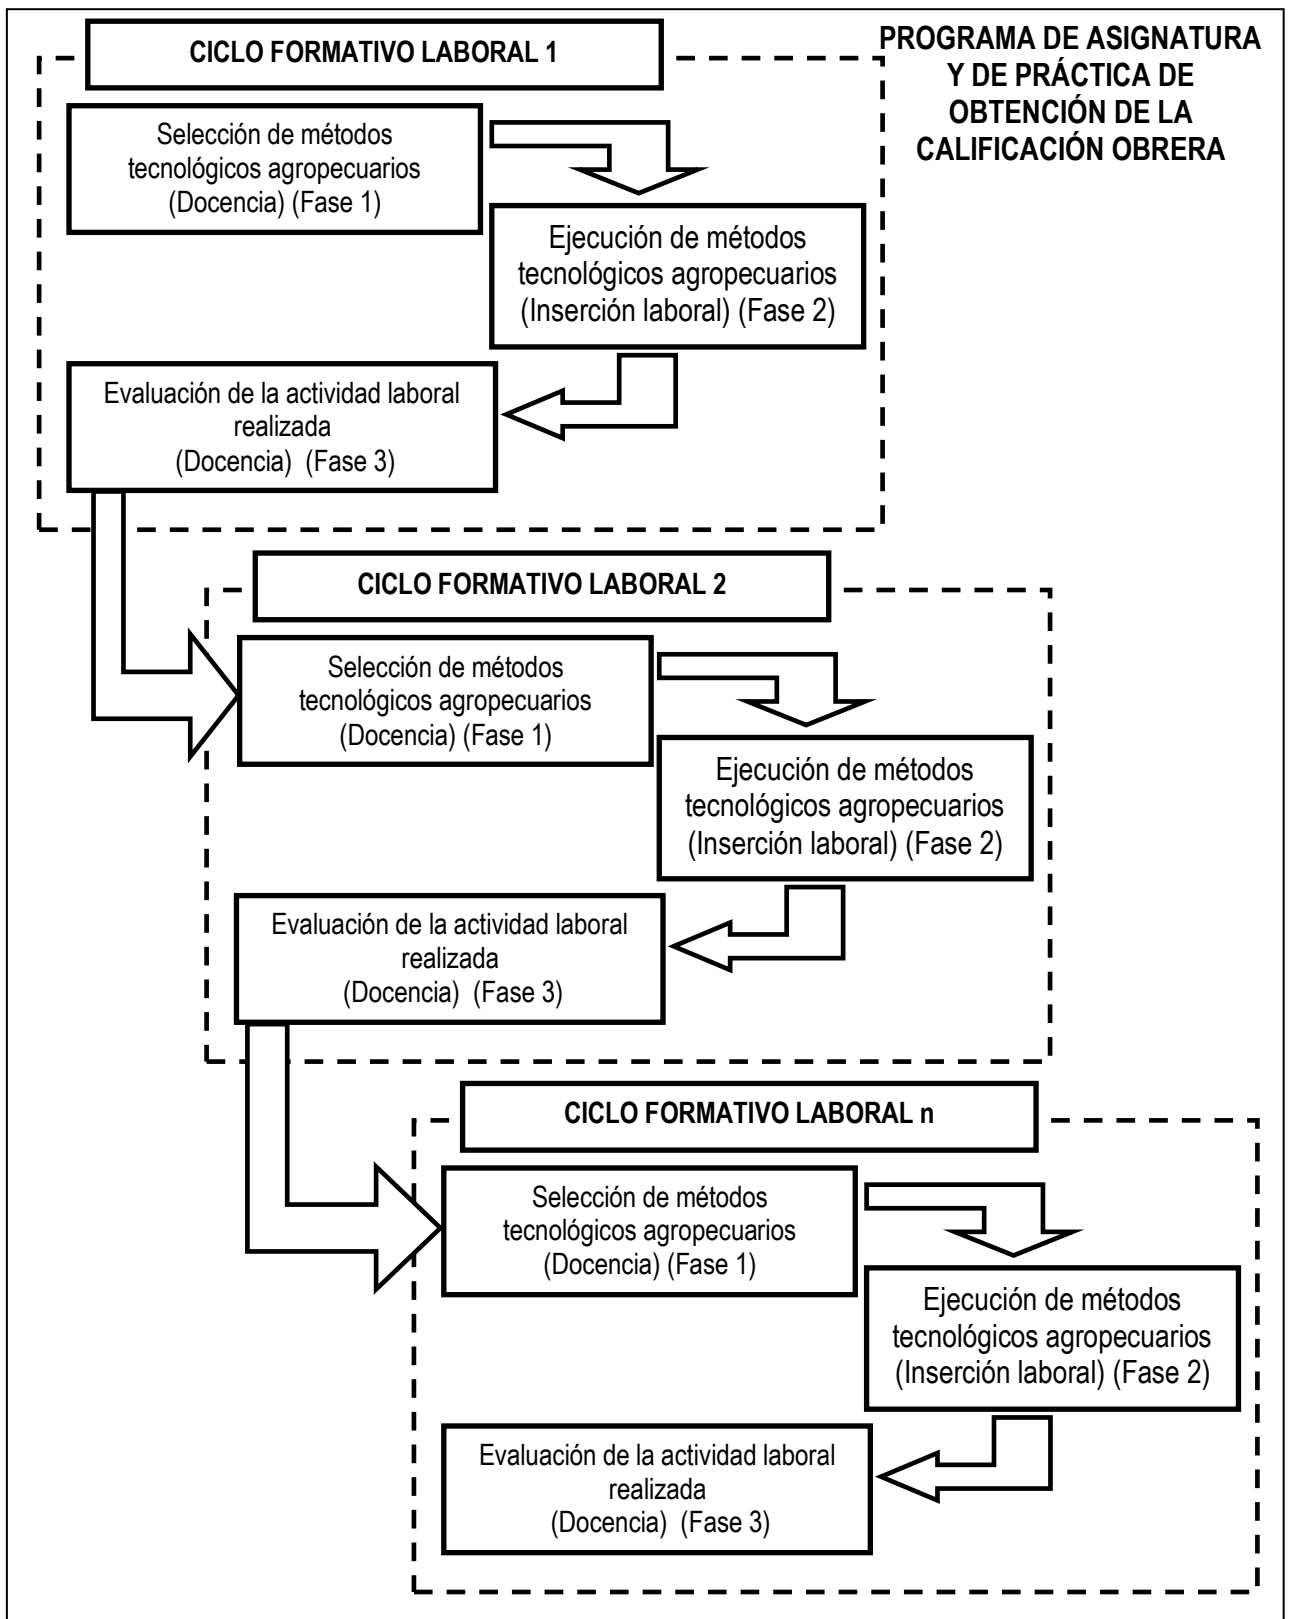 PROGRAMA DE ASIGNATURA
Y DE PRÁCTICA DE
OBTENCIÓN DE LA
CALIFICACIÓN OBRERA
CICLO FORMATIVO LABORAL 1
Selección de métodos
tecnológicos agropecuarios
(Docencia) (Fase 1)
Ejecución de métodos
tecnológicos agropecuarios
(Inserción laboral) (Fase 2)
Evaluación de la actividad laboral
realizada
(Docencia) (Fase 3)
CICLO FORMATIVO LABORAL 2
Selección de métodos
tecnológicos agropecuarios
(Docencia) (Fase 1)
Ejecución de métodos
tecnológicos agropecuarios
(Inserción laboral) (Fase 2)
Evaluación de la actividad laboral
realizada
(Docencia) (Fase 3)
CICLO FORMATIVO LABORAL n
Selección de métodos
tecnológicos agropecuarios
(Docencia) (Fase 1)
Ejecución de métodos
tecnológicos agropecuarios
(Inserción laboral) (Fase 2)
Evaluación de la actividad laboral
realizada
(Docencia) (Fase 3)